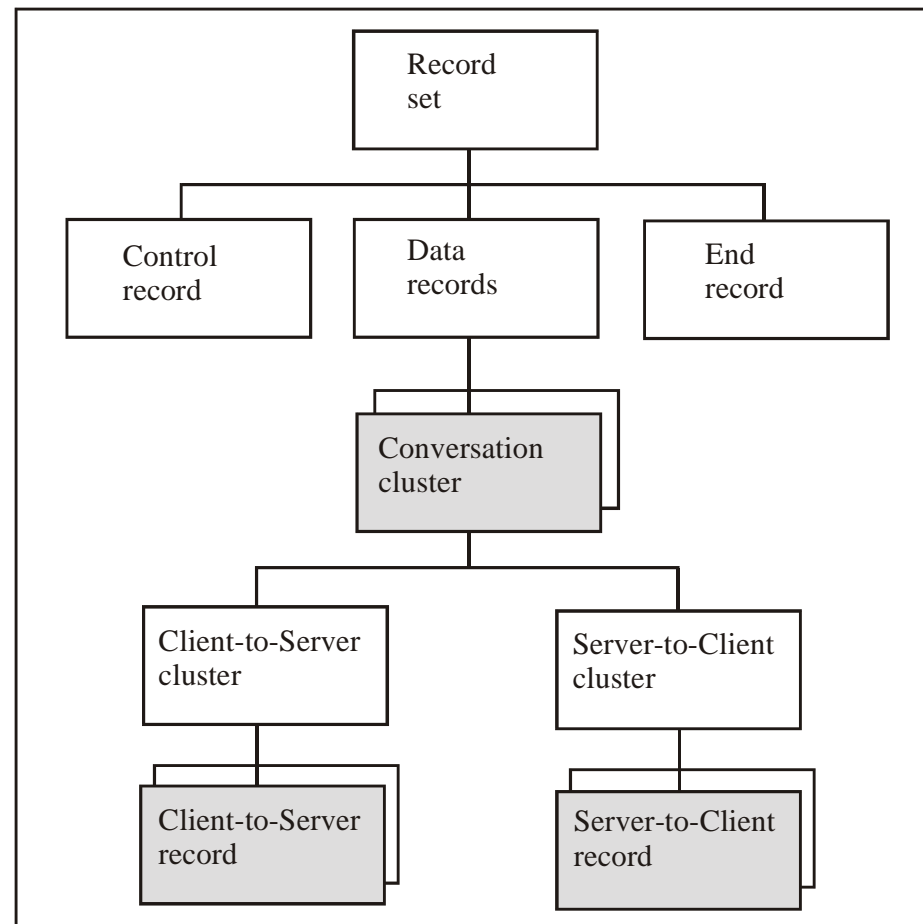 Record
set
Control
record
Data
records
End
record
Conversation
cluster
Client-to-Server
cluster
Server-to-Client
cluster
Client-to-Server
record
Server-to-Client
record